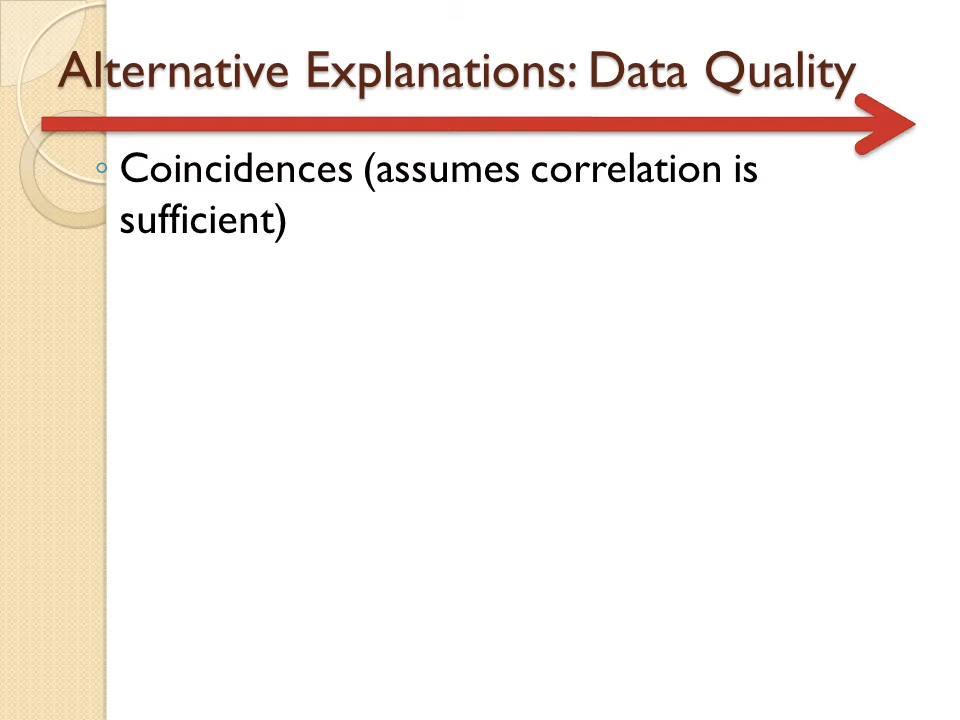 Alternative Explanations: Data Quality
Coincidences (assumes correlation is
sufficient)